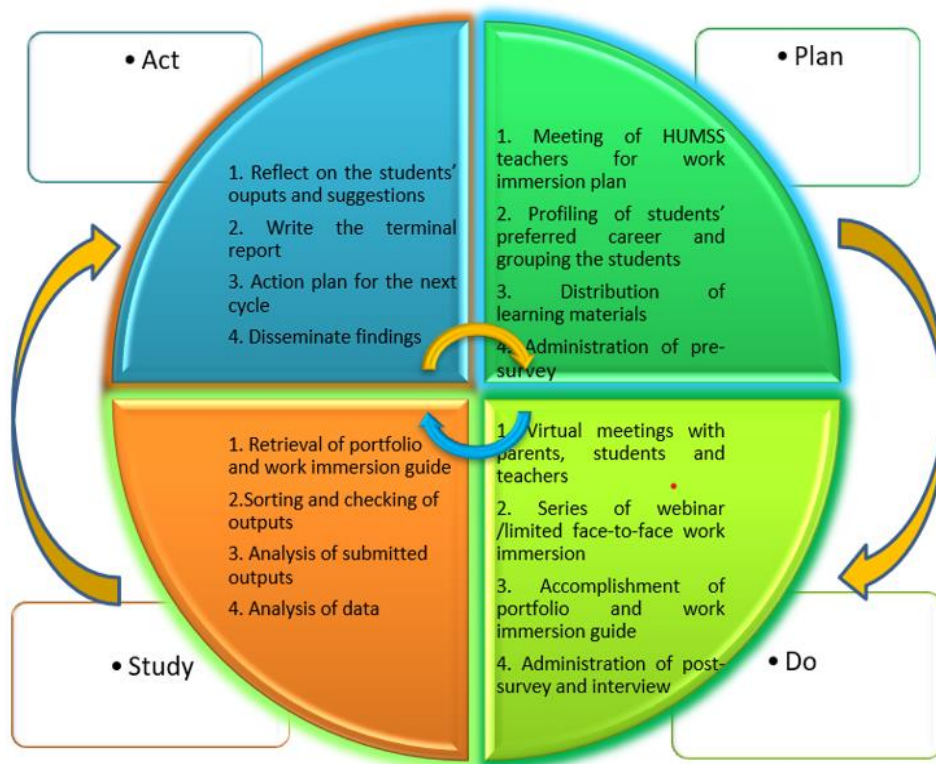 • Act
• Plan
1. Reflect on the students’
ouputs and suggestions
2. Write the terminal
report
3. Action plan for the next
cycle
4. Disseminate findings
1. Meeting of HUMSS
teachers for work
immersion plan
2. Profiling of students’
preferred career and
grouping the students
3. Distribution of
learning materials
4. Administration of pre-
survey
1. Retrieval of portfolio
and work immersion guide
2.Sorting and checking of
outputs
3. Analysis of submitted
outputs
4. Analysis of data
1. Virtual meetings with
parents, students and
teachers
2. Series of webinar
/limited face-to-face work
immersion
3. Accomplishment of
portfolio and work
immersion guide
4. Administration of post-
survey and interview
• Study
• Do